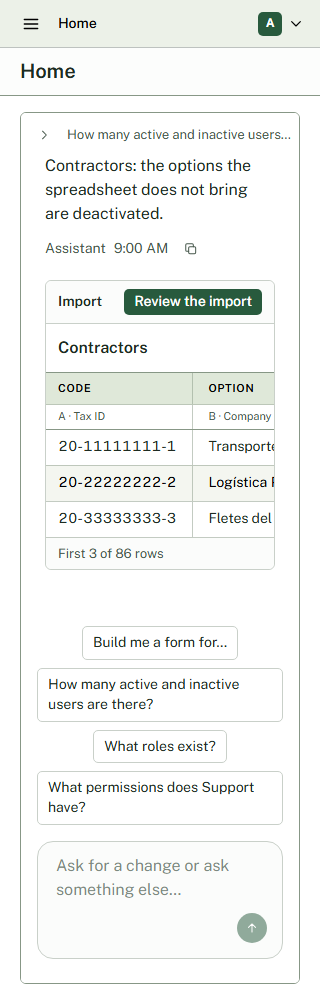 Home
A
Home
How many active and inactive users...
Contractors: the options the
spreadsheet does not bring
are deactivated.
Assistant 9:00 AM
Import
Review the import
Contractors
CODE OPTION
A · Tax ID B · Company
20-11111111-1 Transporte
20-22222222-2 Logística
20-33333333-3 Fletes del
First 3 of 86 rows
Build me a form for...
How many active and inactive
users are there?
What roles exist?
What permissions does Support
have?
Ask for a change or ask
something else...